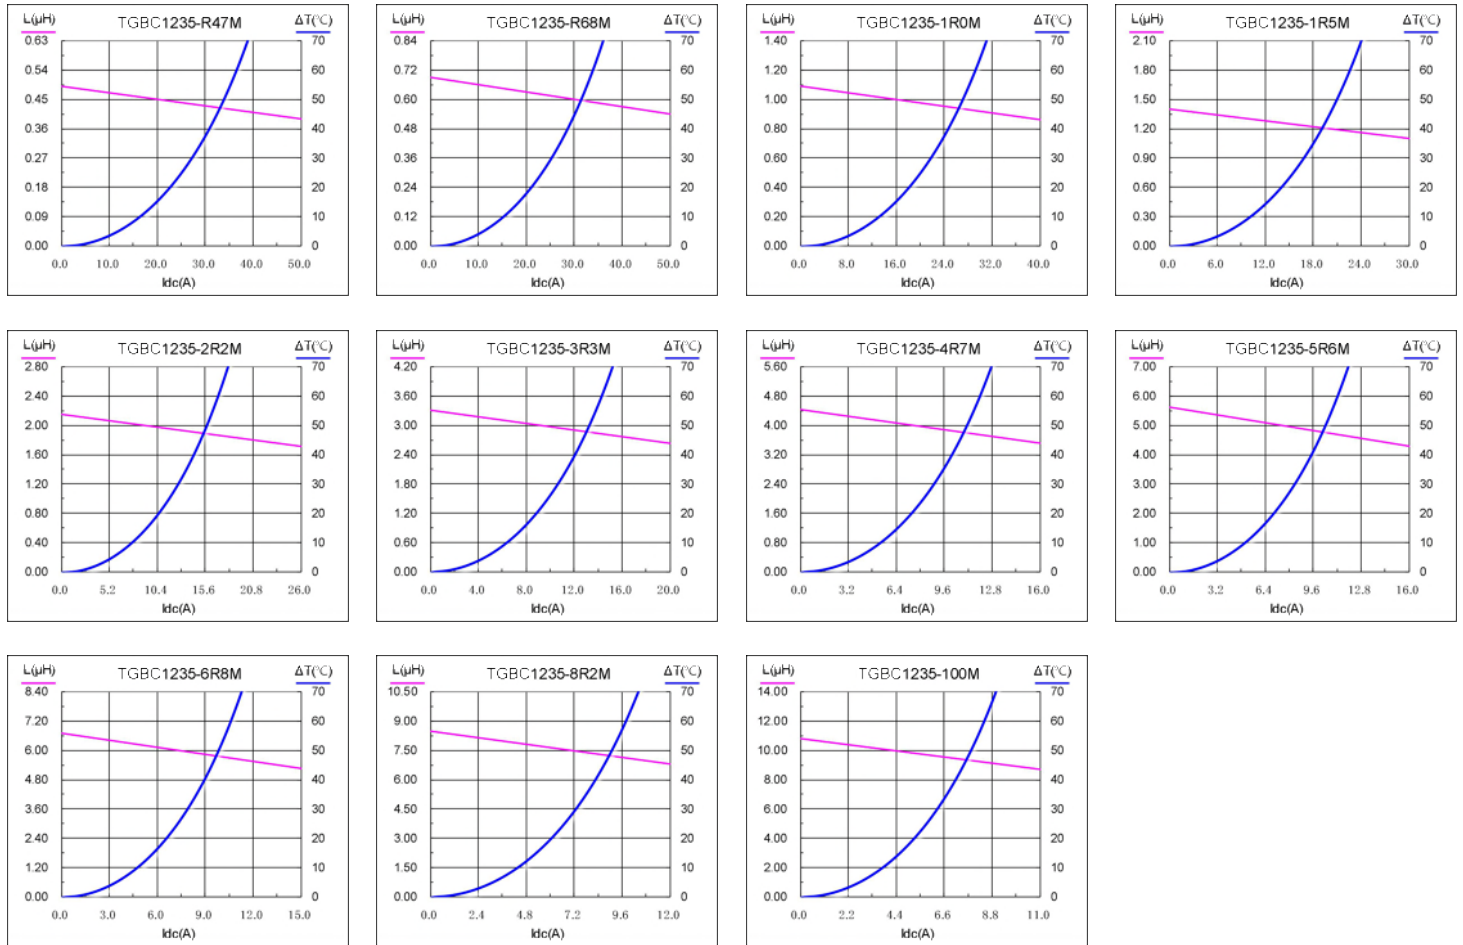 L(μH) TGBC1235-R47M ΔT(℃)
0.63 70
0.54 60
0.45 50
0.36 40
0.27 30
0.18 20
0.09 10
0.00 0
0.0 10.0 20.0 30.0 40.0 50.0
Idc(A)
L(μH) TGBC1235-R68M ΔT(℃)
0.84 70
0.72 60
0.60 50
0.48 40
0.36 30
0.24 20
0.12 10
0.00 0
0.0 10.0 20.0 30.0 40.0 50.0
Idc(A)
L(μH) TGBC1235-1R0M ΔT(℃)
1.40 70
1.20 60
1.00 50
0.80 40
0.60 30
0.40 20
0.20 10
0.00 0
0.0 8.0 16.0 24.0 32.0 40.0
Idc(A)
L(μH) TGBC1235-1R5M ΔT(℃)
2.10 70
1.80 60
1.50 50
1.20 40
0.90 30
0.60 20
0.30 10
0.00 0
0.0 6.0 12.0 18.0 24.0 30.0
Idc(A)
L(μH) TGBC1235-2R2M ΔT(℃)
2.80 70
2.40 60
2.00 50
1.60 40
1.20 30
0.80 20
0.40 10
0.00 0
0.0 5.2 10.4 15.6 20.8 26.0
Idc(A)
L(μH) TGBC1235-3R3M ΔT(℃)
4.20 70
3.60 60
3.00 50
2.40 40
1.80 30
1.20 20
0.60 10
0.00 0
0.0 4.0 8.0 12.0 16.0 20.0
Idc(A)
L(μH) TGBC1235-4R7M ΔT(℃)
5.60 70
4.80 60
4.00 50
3.20 40
2.40 30
1.60 20
0.80 10
0.00 0
0.0 3.2 6.4 9.6 12.8 16.0
Idc(A)
L(μH) TGBC1235-5R6M ΔT(℃)
7.00 70
6.00 60
5.00 50
4.00 40
3.00 30
2.00 20
1.00 10
0.00 0
0.0 3.2 6.4 9.6 12.8 16.0
Idc(A)
L(μH) TGBC1235-6R8M ΔT(℃)
8.40 70
7.20 60
6.00 50
4.80 40
3.60 30
2.40 20
1.20 10
0.00 0
0.0 3.0 6.0 9.0 12.0 15.0
Idc(A)
L(μH) TGBC1235-8R2M ΔT(℃)
10.50 70
9.00 60
7.50 50
6.00 40
4.50 30
3.00 20
1.50 10
0.00 0
0.0 2.4 4.8 7.2 9.6 12.0
Idc(A)
L(μH) TGBC1235-100M ΔT(℃)
14.00 70
12.00 60
10.00 50
8.00 40
6.00 30
4.00 20
2.00 10
0.00 0
0.0 2.2 4.4 6.6 8.8 11.0
Idc(A)